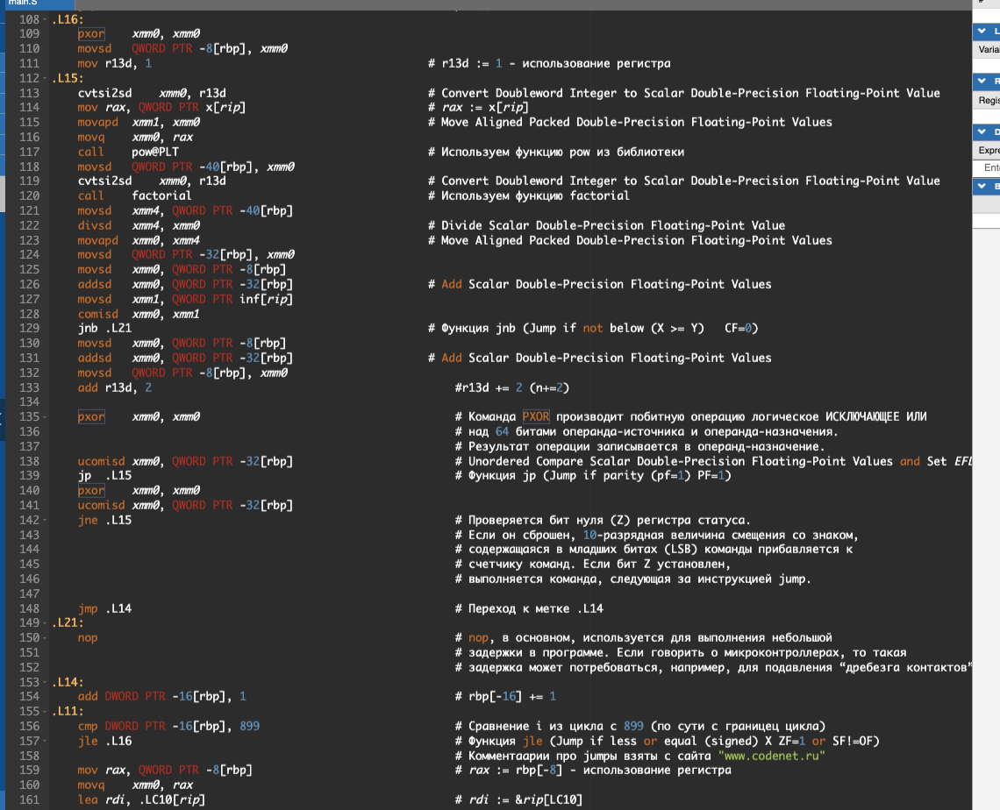 main.S
108 .L16:
109 pxor xmm0, xmm0
110 movsd QWORD PTR -8[rbp], xmm0
111 mov r13d, 1 # r13d := 1 - использование регистра
112 .L15:
113 cvtsi2sd xmm0, r13d # Convert Doubleword Integer to Scalar Double-Precision Floating-Point Value
114 mov rax, QWORD PTR x[rip] # rax := x[rip]
115 movapd xmm1, xmm0 # Move Aligned Packed Double-Precision Floating-Point Values
116 movq xmm0, rax
117 call pow@PLT # Используем функцию pow из библиотеки
118 movsd QWORD PTR -40[rbp], xmm0
119 cvtsi2sd xmm0, r13d # Convert Doubleword Integer to Scalar Double-Precision Floating-Point Value
120 call factorial # Используем функцию factorial
121 movsd xmm4, QWORD PTR -40[rbp]
122 divsd xmm4, xmm0 # Divide Scalar Double-Precision Floating-Point Value
123 movapd xmm0, xmm4 # Move Aligned Packed Double-Precision Floating-Point Values
124 movsd QWORD PTR -32[rbp], xmm0
125 movsd xmm0, QWORD PTR -8[rbp]
126 addsd xmm0, QWORD PTR -32[rbp] # Add Scalar Double-Precision Floating-Point Values
127 movsd xmm1, QWORD PTR inf[rip]
128 comisd xmm0, xmm1
129 jnb .L21 # Функция jnb (Jump if not below (X >= Y) CF=0)
130 movsd xmm0, QWORD PTR -8[rbp]
131 addsd xmm0, QWORD PTR -32[rbp] # Add Scalar Double-Precision Floating-Point Values
132 movsd QWORD PTR -8[rbp], xmm0
133 add r13d, 2 #r13d += 2 (n+=2)
134
135 pxor xmm0, xmm0 # Команда PXOR производит побитную операцию логическое ИСКЛЮЧАЮЩЕЕ ИЛИ
136 # над 64 битами операнда-источника и операнда-назначения.
137 # Результат операции записывается в операнд-назначение.
138 ucomisd xmm0, QWORD PTR -32[rbp] # Unordered Compare Scalar Double-Precision Floating-Point Values and Set
139 jp .L15 # Функция jp (Jump if parity (pf=1) PF=1)
140 pxor xmm0, xmm0
141 ucomisd xmm0, QWORD PTR -32[rbp]
142 jne .L15 # Проверяется бит нуля (Z) регистра статуса.
143 # Если он сброшен, 10-разрядная величина смещения со знаком,
144 # содержащаяся в младших битах (LSB) команды прибавляется к
145 # счетчику команд. Если бит Z установлен,
146 # выполняется команда, следующая за инструкцией jump.
147
148 jmp .L14 # Переход к метке .L14
149 .L21:
150 nop # nop, в основном, используется для выполнения небольшой
151 # задержки в программе. Если говорить о микроконтроллерах, то такая
152 # задержка может потребоваться, например, для подавления “дребезга контактов”
153 .L14:
154 add DWORD PTR -16[rbp], 1 # rbp[-16] += 1
155 .L11:
156 cmp DWORD PTR -16[rbp], 899 # Сравнение i из цикла с 899 (по сути с границец цикла)
157 jle .L16 # Функция jle (Jump if less or equal (signed) X ZF=1 or SF!=OF)
158 # Комментаарии про jumpры взяты с сайта "www.codenet.ru"
159 mov rax, QWORD PTR -8[rbp] # rax := rbp[-8] - использование регистра
160 movq xmm0, rax
161 lea rdi, .LC10[rip] # rdi := &rip[LC10]